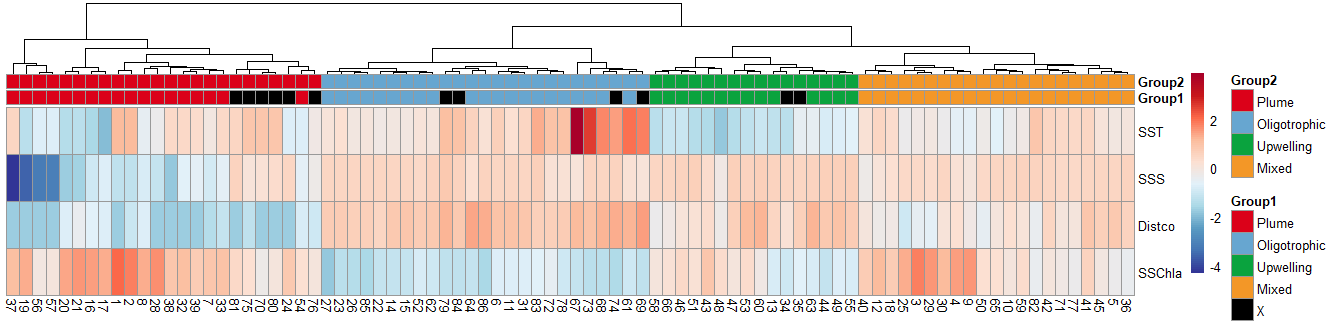 Group2
Group1
SST
SSS
Distco
SSChla
37 19 56 57 20 21 16 17 1 2 8 28 38 32 39 7 33 81 75 70 80 24 54 76 27 23 26 85 22 14 15 52 62 79 84 64 86 6 11 31 83 72 78 67 73 68 74 61 69 58 66 46 51 43 48 47 53 60 13 34 35 63 44 49 55 40 12 18 25 3 29 30 4 9 50 65 10 59 82 42 71 77 41 45 5 36
2
0
-2
-4
Group2
Plume
Oligotrophic
Upwelling
Mixed
Group1
Plume
Oligotrophic
Upwelling
Mixed
X